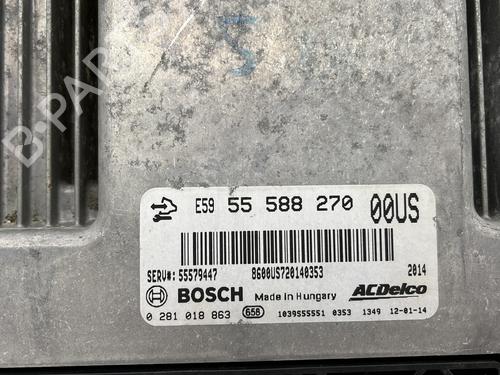 B-PARTS
E59 55 588 270 00US
SERV#: 55579447 8600US720140353 2014
BOSCH Made in Hungary ACDelco
0 281 018 863 658 1039S55551 0353 1349 12-01-14